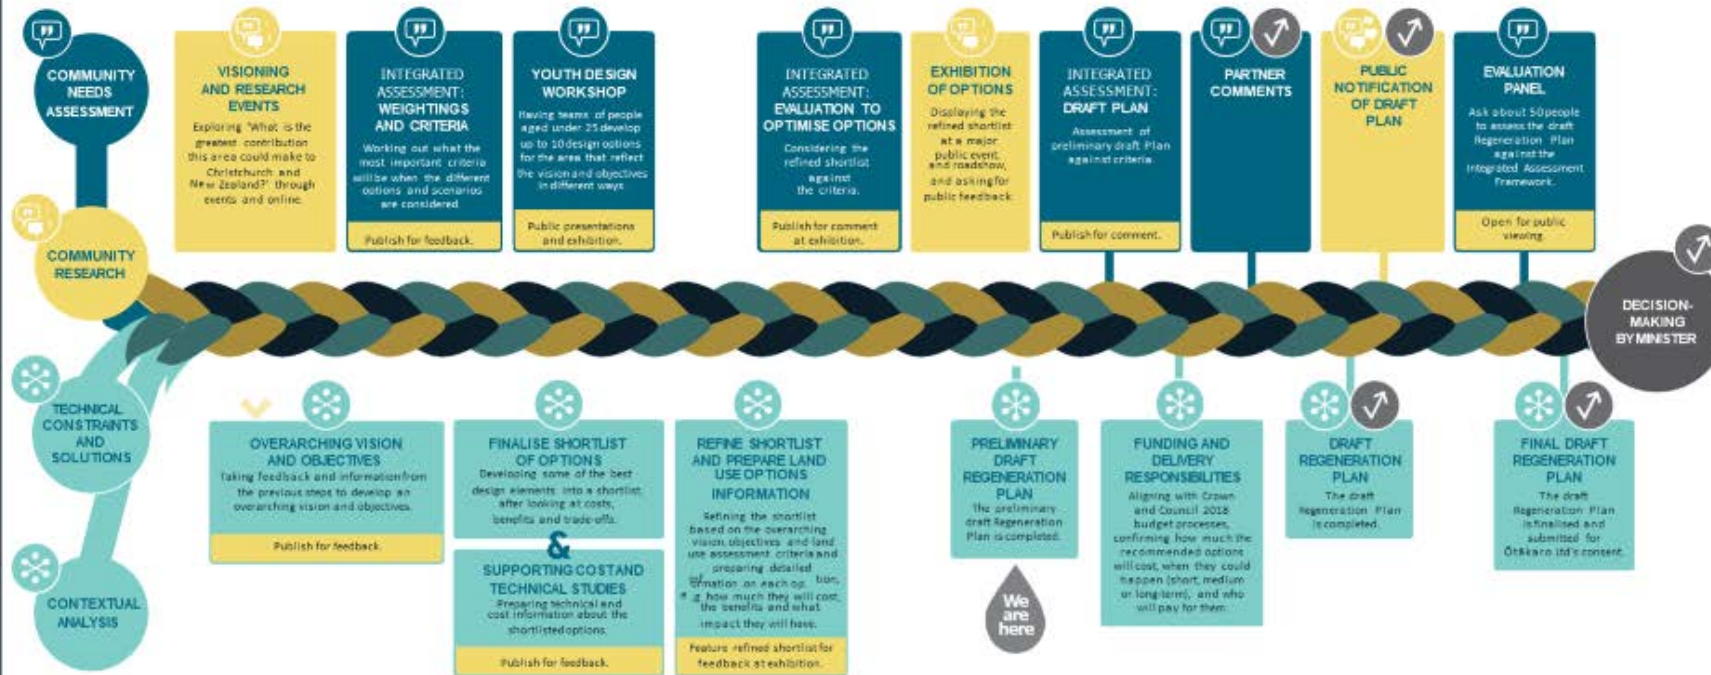 COMMUNITY
NEEDS
ASSESSMENT
COMMUNITY
RESEARCH
TECHNICAL
CONSTRAINTS
AND
SOLUTIONS
CONTEXTUAL
ANALYSIS
VISIONING
AND RESEARCH
EVENTS
Exploring "What is the
greatest contribution
this area could make to
Christchurch and
New Zealand?" through
events and online.
INTEGRATED
ASSESSMENT:
WEIGHTINGS
AND CRITERIA
Working out what the
most important criteria
will be when the different
options and scenarios
are considered
Publish for feedback.
YOUTH DESIGN
WORKSHOP
Having teams of people
aged under 25 develop
up to 10 design options
for the area that reflect
the vision and objectives
in different ways
Public presentations
and exhibition.
INTEGRATED
ASSESSMENT:
EVALUATION TO
OPTIMISE OPTIONS
Considering the
refined shortlist
against
the criteria.
Publish for comment
at exhibition.
EXHIBITION
OF OPTIONS
Displaying the
refined shortlist
at a major
public event,
and roadshow,
and asking for
public feedback.
INTEGRATED
ASSESSMENT:
DRAFT PLAN
Assessment of
preliminary draft Plan
against criteria.
Publish for comment.
PARTNER
COMMENTS
PUBLIC
NOTIFICATION
OF DRAFT
PLAN
EVALUATION
PANEL
Ask about 50 people
to assess the draft
Regeneration Plan
against the
Integrated Assessment
Framework.
Open for public
viewing.
DECISION-
MAKING
BY MINISTER
OVERARCHING VISION
AND OBJECTIVES
Taking feedback and information from
the previous steps to develop an
overarching vision and objectives.
Publish for feedback.
FINALISE SHORTLIST
OF OPTIONS
Developing some of the best
design elements into a shortlist,
after looking at costs,
benefits and trade-offs.
&
SUPPORTING COST AND
TECHNICAL STUDIES
Preparing technical and
cost information about the
shortlisted options.
Publish for feedback.
REFINE SHORTLIST
AND PREPARE LAND
USE OPTIONS
INFORMATION
Refining the shortlist
based on the overarching
vision, objectives and land
use assessment criteria and
preparing detailed
on each op tion,
how much they will cost,
the benefits and what
impact they will have.
Feature refined shortlist for
feedback at exhibition.
PRELIMINARY
DRAFT
REGENERATION
PLAN
The preliminary
draft Regeneration
Plan is completed.
We
are
here
FUNDING AND
DELIVERY
RESPONSIBILITIES
Aligning with Crown
and Council 2018
budget processes,
confirming how much the
recommended options
will cost, when they could
happen (short, medium
or long-term), and who
will pay for them.
DRAFT
REGENERATION
PLAN
The draft
Regeneration Plan
is completed.
FINAL DRAFT
REGENERATION
PLAN
The draft
Regeneration Plan
is finalised and
submitted for
Ōtākaro Ltd's consent.